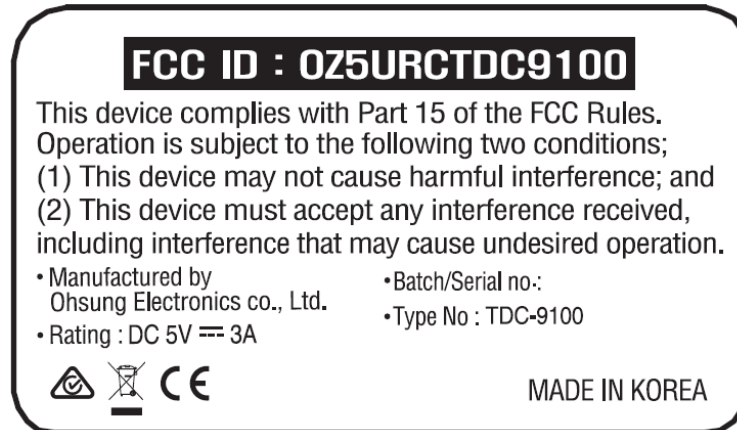 FCC ID : OZ5URCTDC9100
This device complies with Part 15 of the FCC Rules.
Operation is subject to the following two conditions;
(1) This device may not cause harmful interference; and
(2) This device must accept any interference received,
including interference that may cause undesired operation.
• Manufactured by
Ohsung Electronics co., Ltd.
• Rating : DC 5V ⎓ 3A
•Batch/Serial no.:
•Type No : TDC-9100
CE
MADE IN KOREA